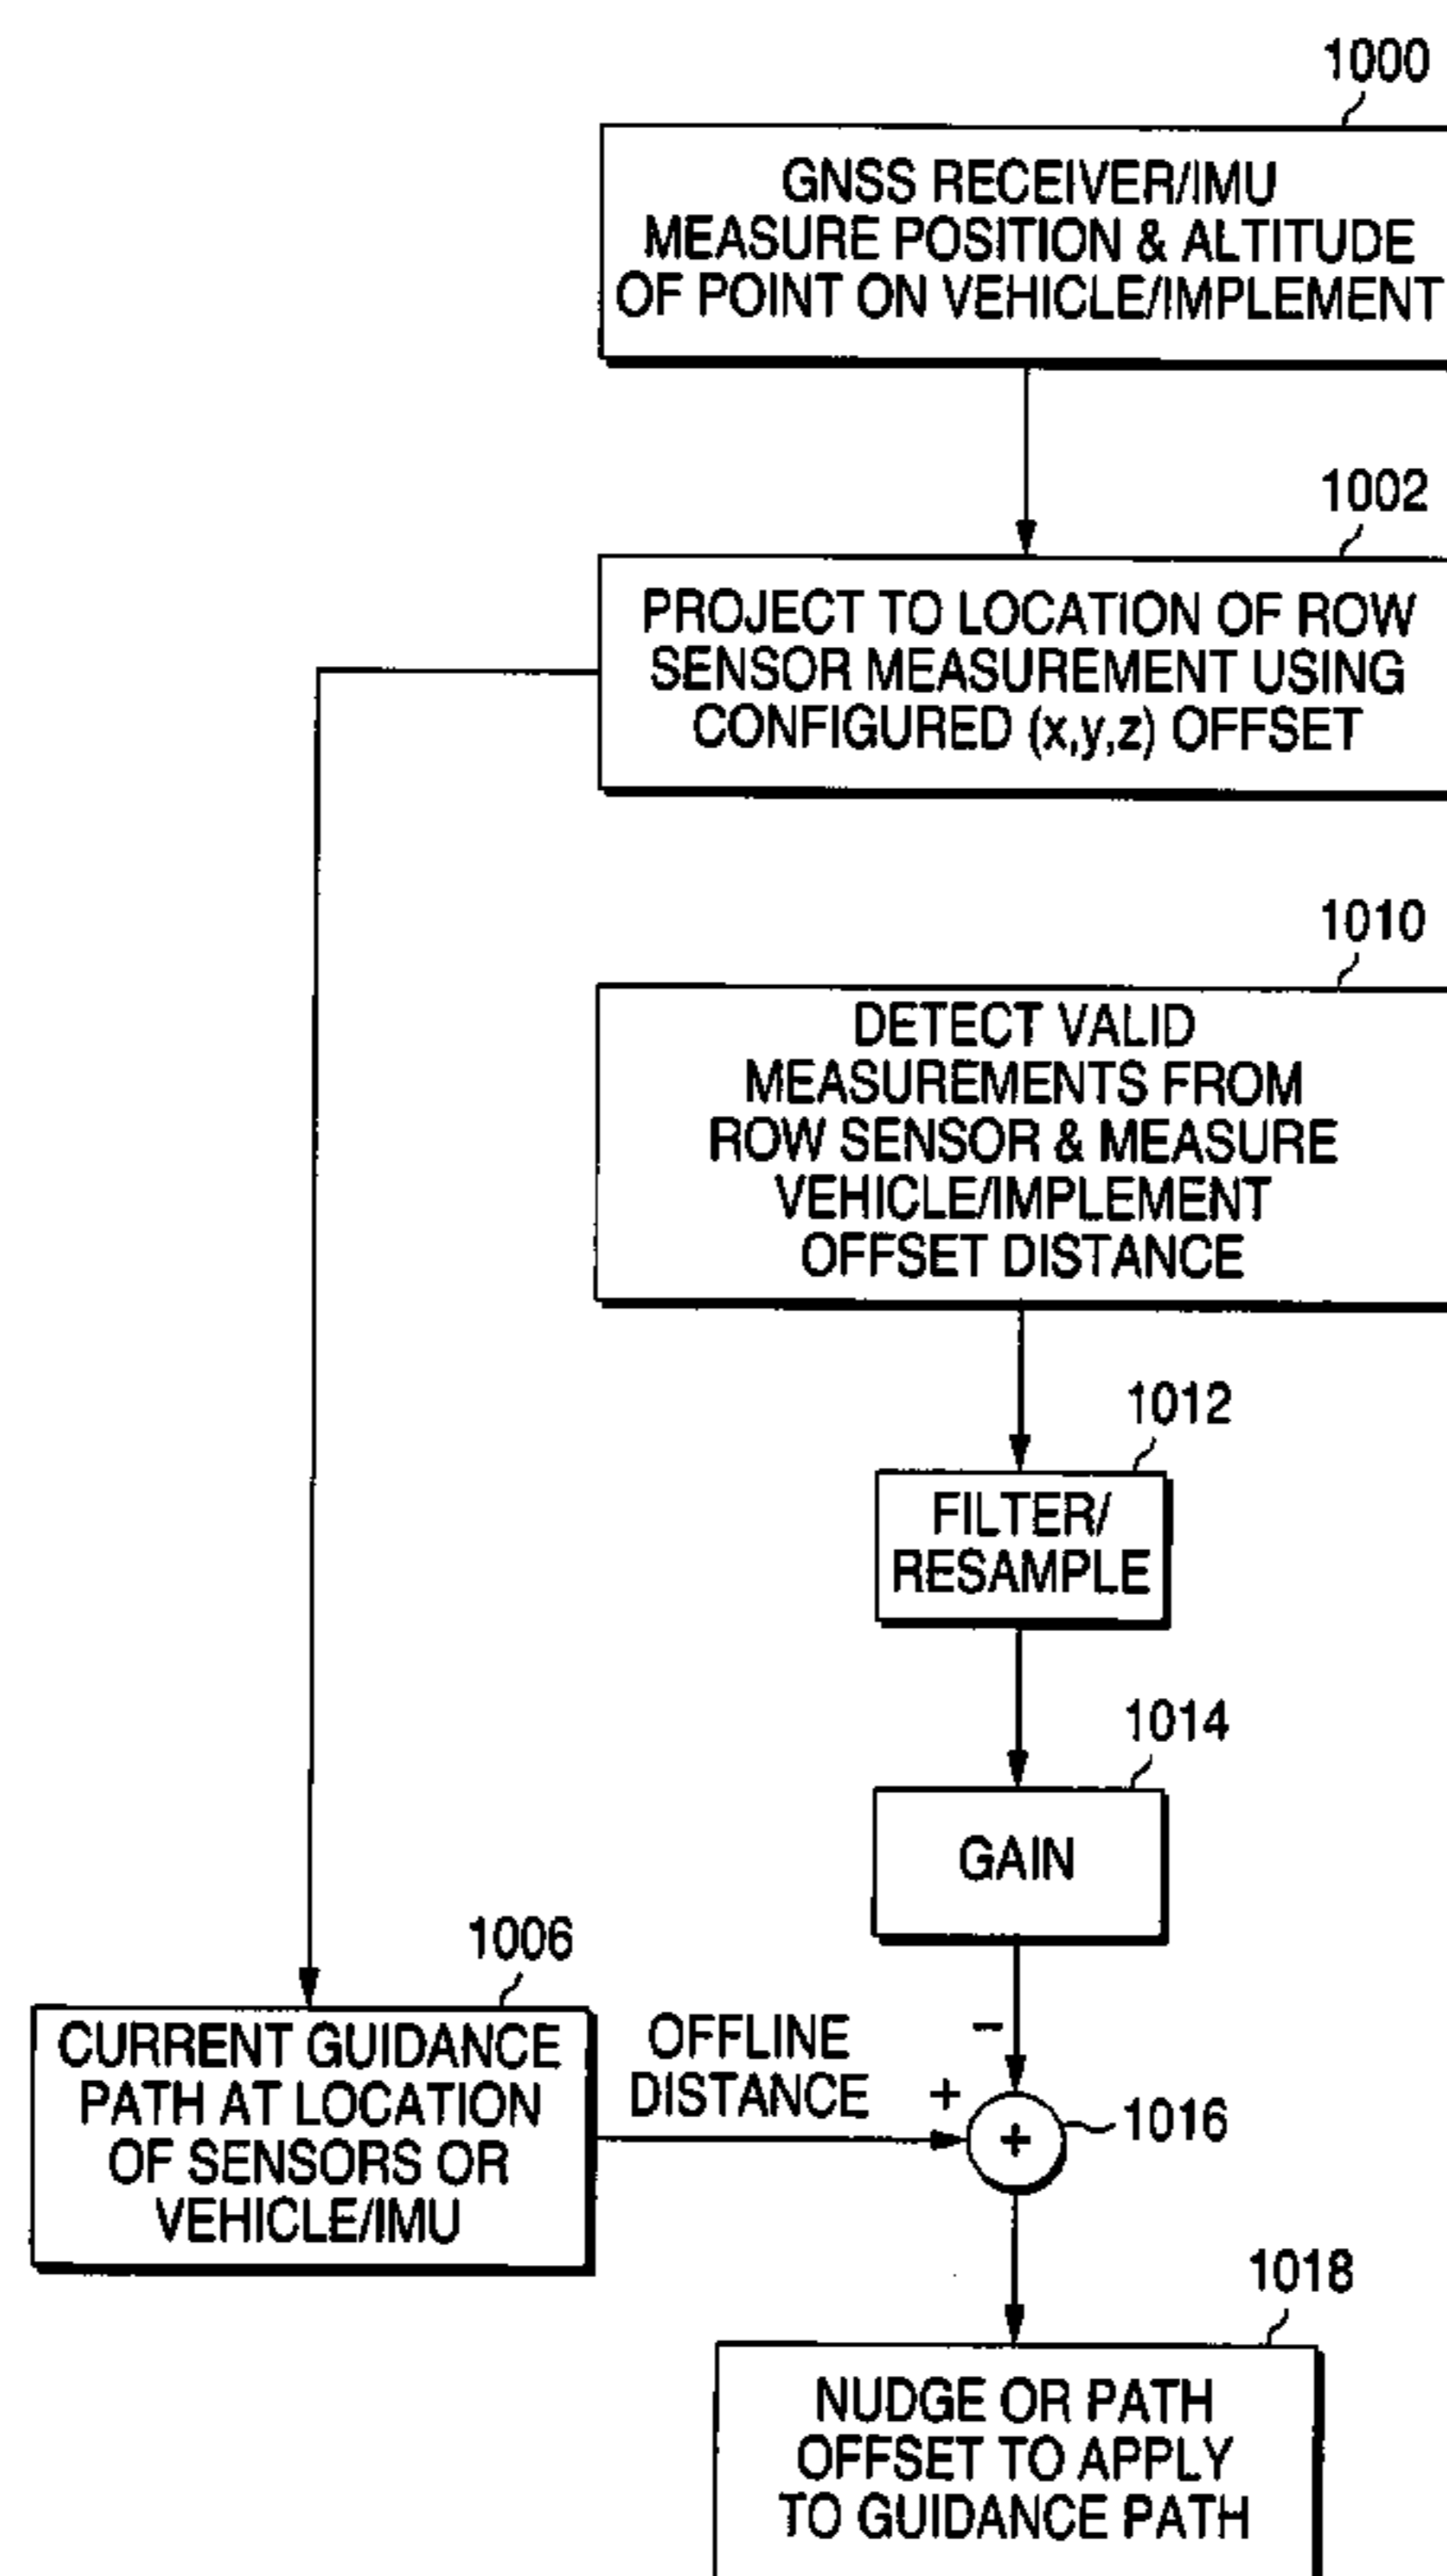 1000
GNSS RECEIVER/IMU
MEASURE POSITION & ALTITUDE
OF POINT ON VEHICLE/IMPLEMENT
1002
PROJECT TO LOCATION OF ROW
SENSOR MEASUREMENT USING
CONFIGURED (x,y,z) OFFSET
1010
DETECT VALID
MEASUREMENTS FROM
ROW SENSOR & MEASURE
VEHICLE/IMPLEMENT
OFFSET DISTANCE
1012
FILTER/
RESAMPLE
1014
GAIN
1006
CURRENT GUIDANCE
PATH AT LOCATION
OF SENSORS OR
VEHICLE/IMU
OFFLINE
DISTANCE
−
+
+
1016
1018
NUDGE OR PATH
OFFSET TO APPLY
TO GUIDANCE PATH